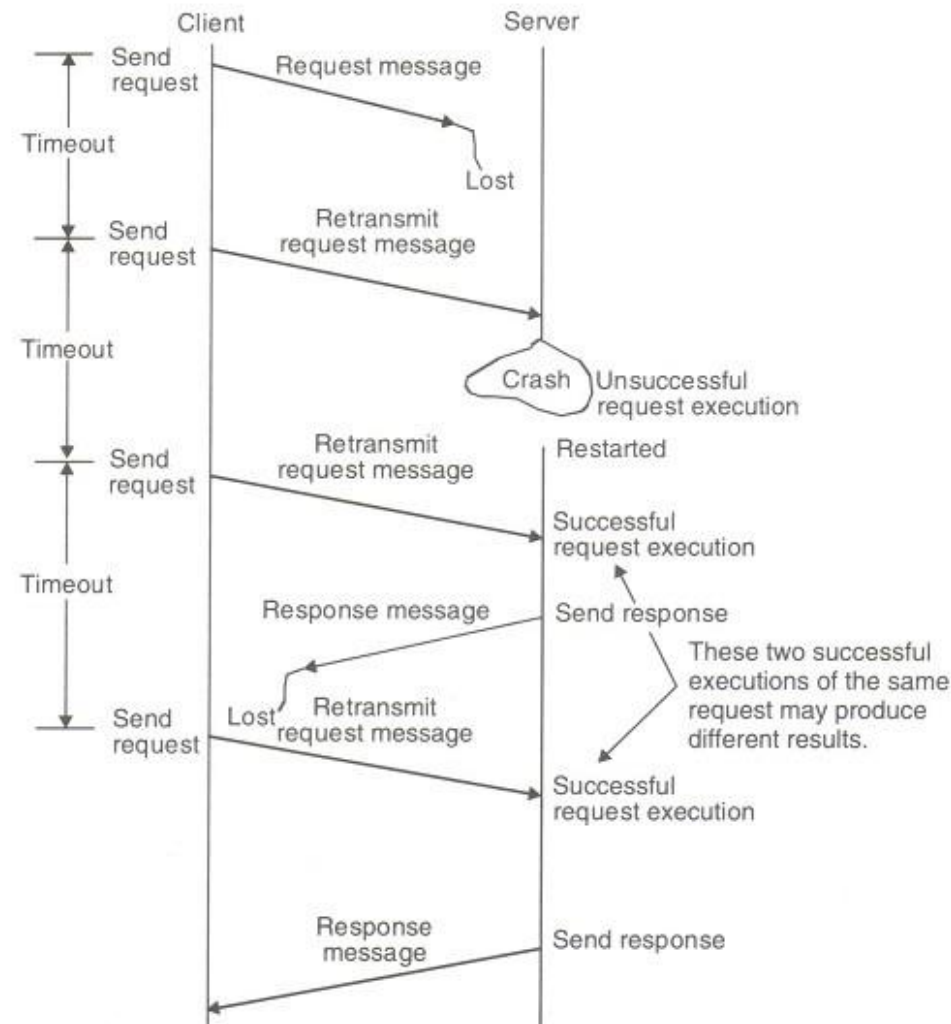 Client
Server
Send
request
Request message
Timeout
Lost
Send
request
Retransmit
request message
Timeout
Crash
Unsuccessful
request execution
Send
request
Retransmit
request message
Restarted
Successful
request execution
Timeout
Response message
Send response
These two successful
executions of the same
request may produce
different results.
Lost
Send
request
Retransmit
request message
Successful
request execution
Response
message
Send response